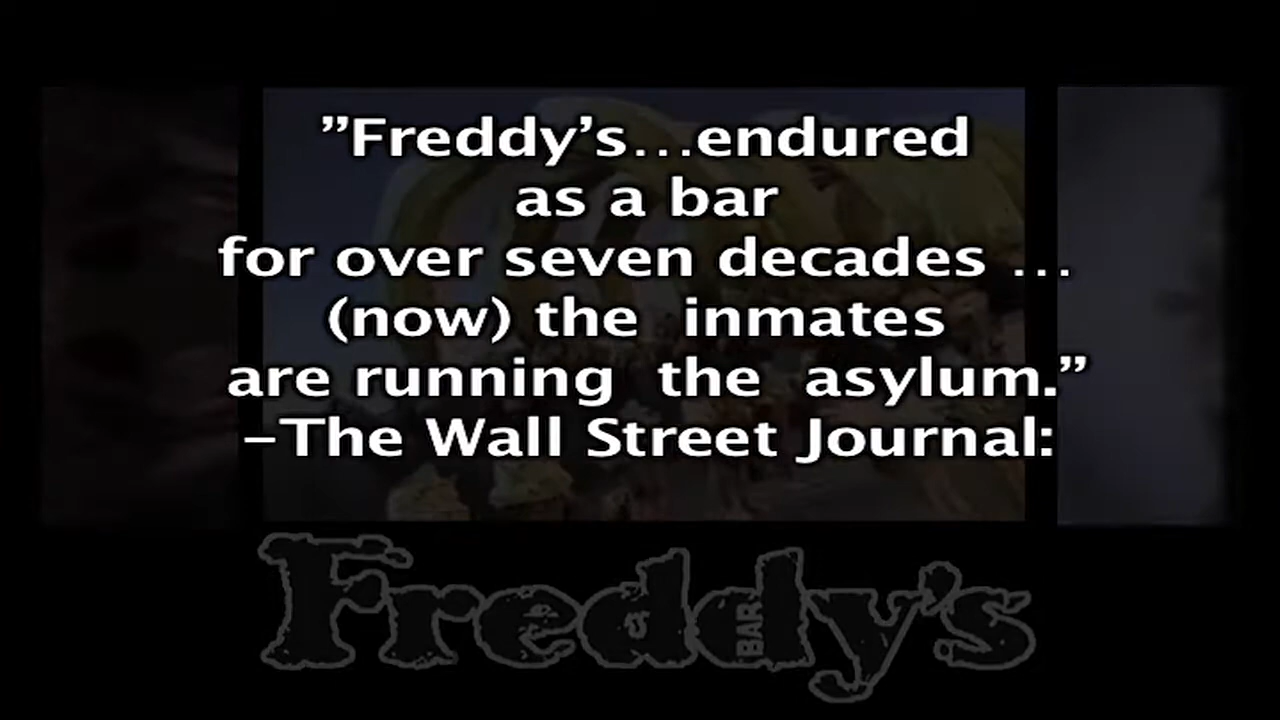 ”Freddy’s...endured
as a bar
for over seven decades ...
(now) the inmates
are running the asylum.”
–The Wall Street Journal:
Freddy's
BAR